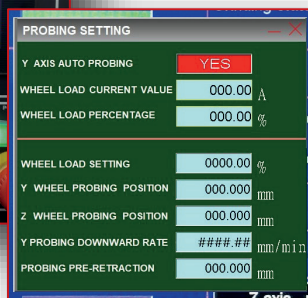 PROBING SETTING
Y AXIS AUTO PROBING YES
WHEEL LOAD CURRENT VALUE 000.00 A
WHEEL LOAD PERCENTAGE 000.00 %
WHEEL LOAD SETTING 0000.00 %
Y WHEEL PROBING POSITION 000.000 mm
Z WHEEL PROBING POSITION 000.000 mm
Y PROBING DOWNWARD RATE ####.## mm/min
PROBING PRE-RETRACTION 000.000 mm
Z axis